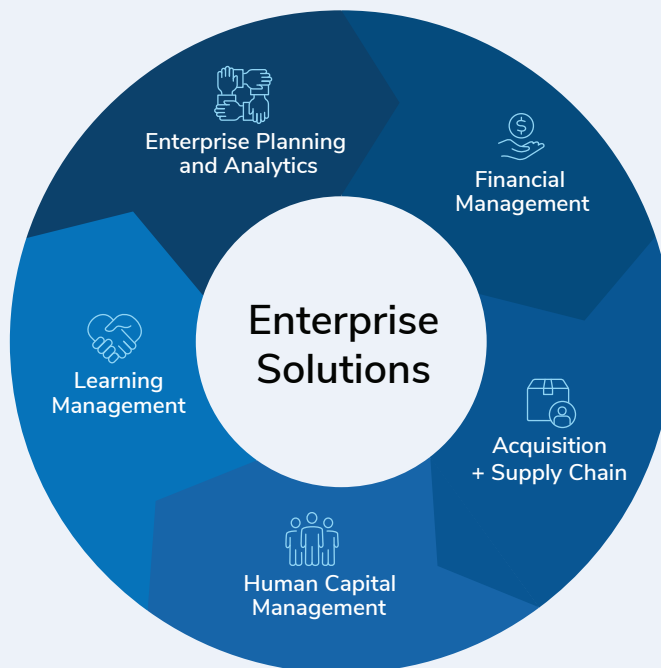 Enterprise Planning
and Analytics
$
Financial
Management
Enterprise
Solutions
Learning
Management
Acquisition
+ Supply Chain
Human Capital
Management